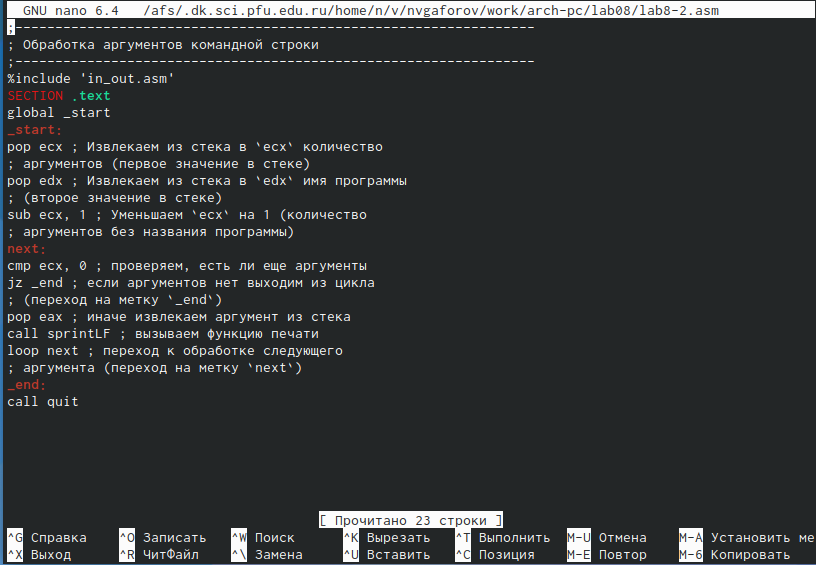 GNU nano 6.4 /afs/.dk.sci.pfu.edu.ru/home/n/v/nvgaforov/work/arch-pc/lab08/lab8-2.asm
;------------------------------------------------------------------
; Обработка аргументов командной строки
;------------------------------------------------------------------
%include 'in_out.asm'
SECTION .text
global _start
_start:
pop ecx ; Извлекаем из стека в `ecx` количество
; аргументов (первое значение в стеке)
pop edx ; Извлекаем из стека в `edx` имя программы
; (второе значение в стеке)
sub ecx, 1 ; Уменьшаем `ecx` на 1 (количество
; аргументов без названия программы)
next:
cmp ecx, 0 ; проверяем, есть ли еще аргументы
jz _end ; если аргументов нет выходим из цикла
; (переход на метку `_end`)
pop eax ; иначе извлекаем аргумент из стека
call sprintLF ; вызываем функцию печати
loop next ; переход к обработке следующего
; аргумента (переход на метку `next`)
_end:
call quit
[ Прочитано 23 строки ]
^G Справка ^O Записать ^W Поиск ^K Вырезать ^T Выполнить M-U Отмена M-A Установить ме
^X Выход ^R ЧитФайл ^\ Замена ^U Вставить ^C Позиция M-E Повтор M-6 Копировать